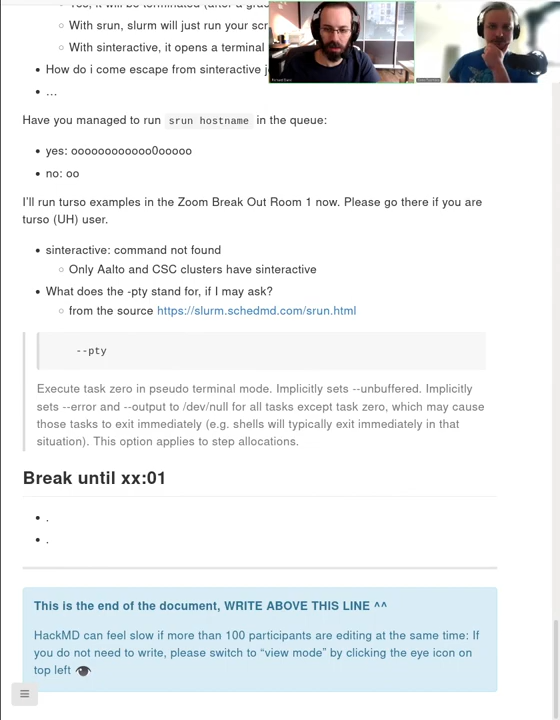 Yes, it will be terminated (after a gra
With srun, slurm will just run your scr
With sinteractive, it opens a terminal
How do i come escape from sinteractive j
...
Have you managed to run srun hostname in the queue:
yes: oooooooooooo0ooooo
no: oo
I'll run turso examples in the Zoom Break Out Room 1 now. Please go there if you are
turso (UH) user.
sinteractive: command not found
Only Aalto and CSC clusters have sinteractive
What does the -pty stand for, if I may ask?
from the source https://slurm.schedmd.com/srun.html
--pty
Execute task zero in pseudo terminal mode. Implicitly sets --unbuffered. Implicitly
sets --error and --output to /dev/null for all tasks except task zero, which may cause
those tasks to exit immediately (e.g. shells will typically exit immediately in that
situation). This option applies to step allocations.
Break until xx:01
.
.
This is the end of the document, WRITE ABOVE THIS LINE ^^
HackMD can feel slow if more than 100 participants are editing at the same time: If
you do not need to write, please switch to “view mode” by clicking the eye icon on
top left